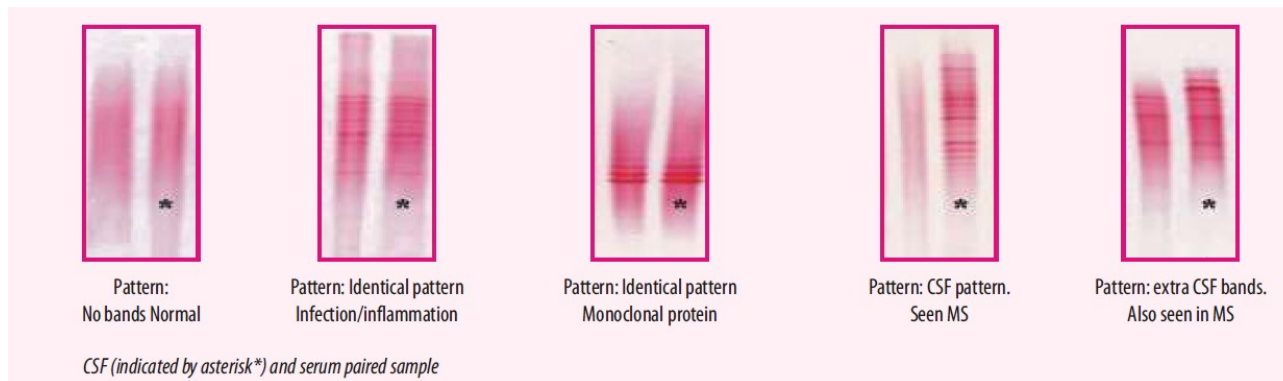 *
*
*
*
*
Pattern:
No bands Normal
Pattern: Identical pattern
Infection/inflammation
Pattern: Identical pattern
Monoclonal protein
Pattern: CSF pattern.
Seen MS
Pattern: extra CSF bands.
Also seen in MS
CSF (indicated by asterisk*) and serum paired sample